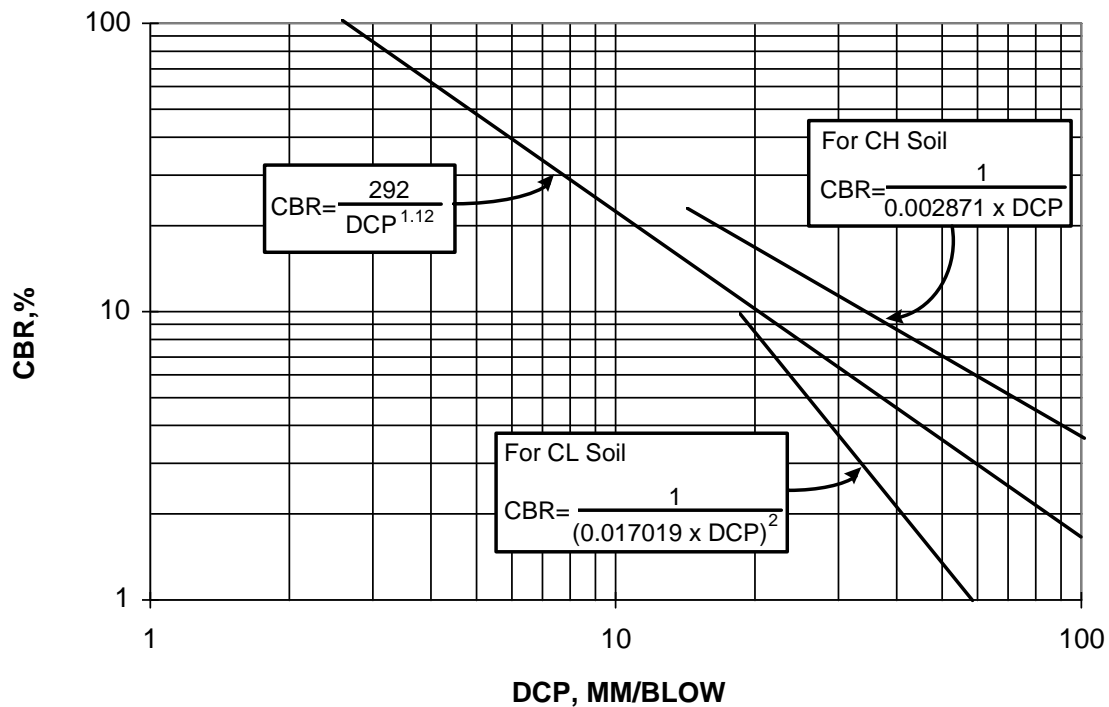 100
For CH Soil
CBR= 1
0.002871 x DCP
CBR= 292
DCP 1.12
10
CBR,%
For CL Soil
CBR= 1
(0.017019 x DCP)2
1
1 10 100
DCP, MM/BLOW